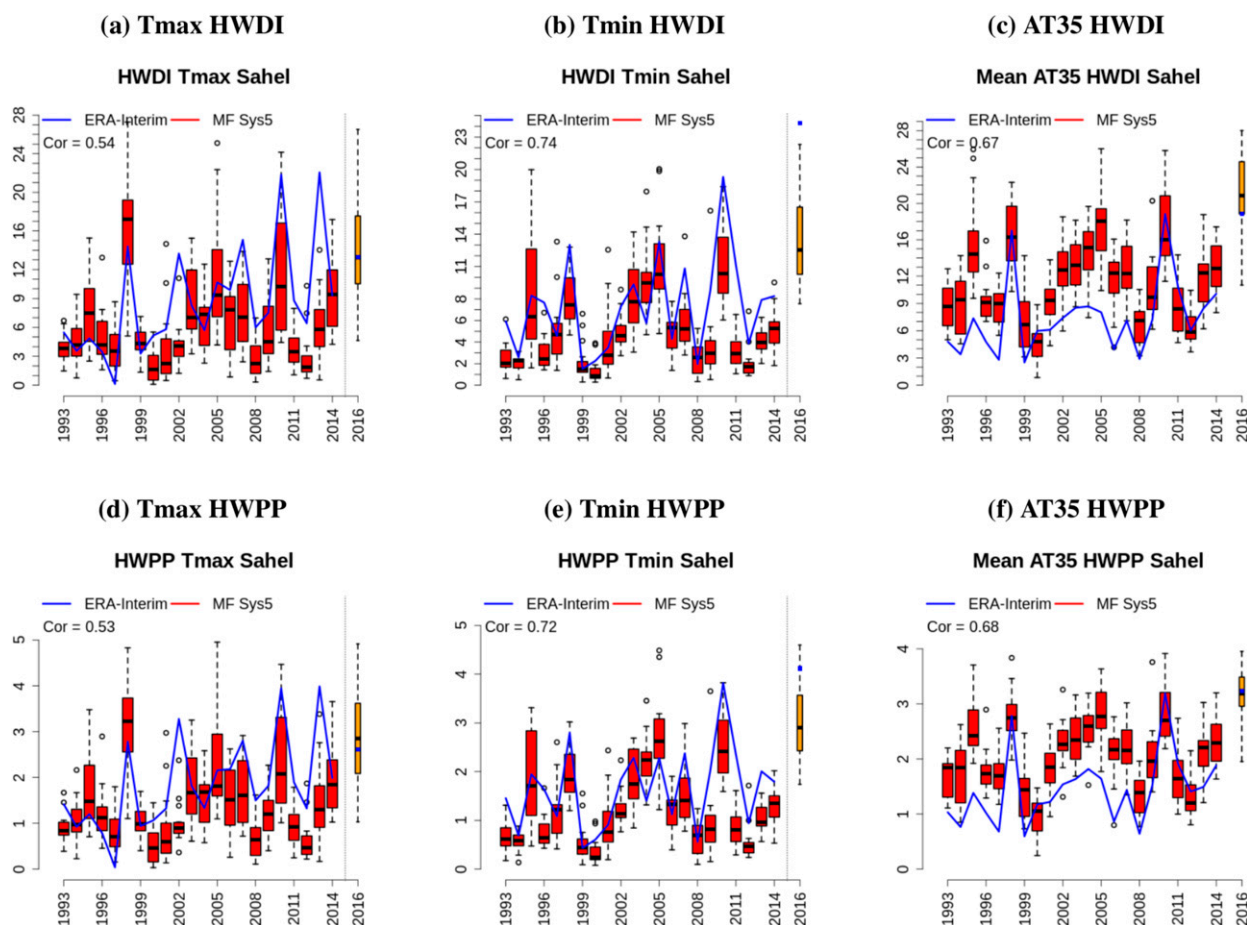 (a) Tmax HWDI
(b) Tmin HWDI
(c) AT35 HWDI
HWDI Tmax Sahel
HWDI Tmin Sahel
Mean AT35 HWDI Sahel
ERA-Interim MF Sys5
Cor = 0.54
0 3 6 9 12 16 20 24 28
1993 1996 1999 2002 2005 2008 2011 2014 2016
ERA-Interim MF Sys5
Cor = 0.74
0 2 4 6 8 11 14 17 20 23
1993 1996 1999 2002 2005 2008 2011 2014 2016
ERA-Interim MF Sys5
Cor = 0.67
0 3 6 9 12 16 20 24 28
1993 1996 1999 2002 2005 2008 2011 2014 2016
(d) Tmax HWPP
(e) Tmin HWPP
(f) AT35 HWPP
HWPP Tmax Sahel
HWPP Tmin Sahel
Mean AT35 HWPP Sahel
ERA-Interim MF Sys5
Cor = 0.53
0 1 2 3 4 5
1993 1996 1999 2002 2005 2008 2011 2014 2016
ERA-Interim MF Sys5
Cor = 0.72
0 1 2 3 4 5
1993 1996 1999 2002 2005 2008 2011 2014 2016
ERA-Interim MF Sys5
Cor = 0.68
0 1 2 3 4
1993 1996 1999 2002 2005 2008 2011 2014 2016